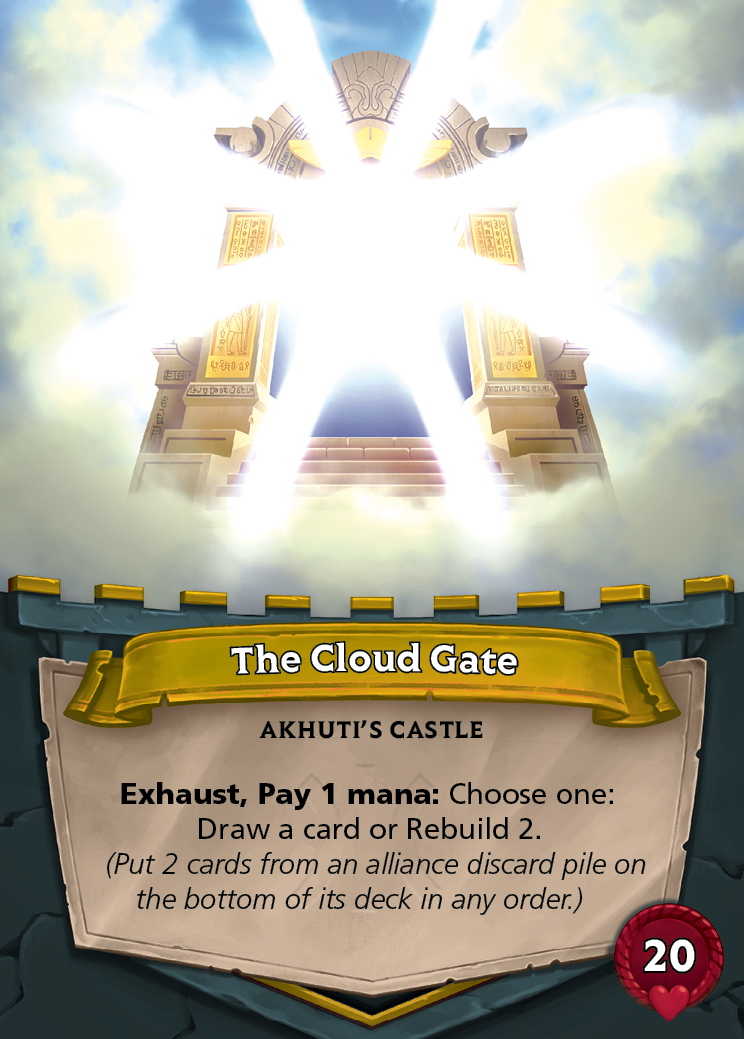 The Cloud Gate
AKHUTI'S CASTLE
Exhaust, Pay 1 mana: Choose one:
Draw a card or Rebuild 2.
(Put 2 cards from an alliance discard pile on
the bottom of its deck in any order.)
20